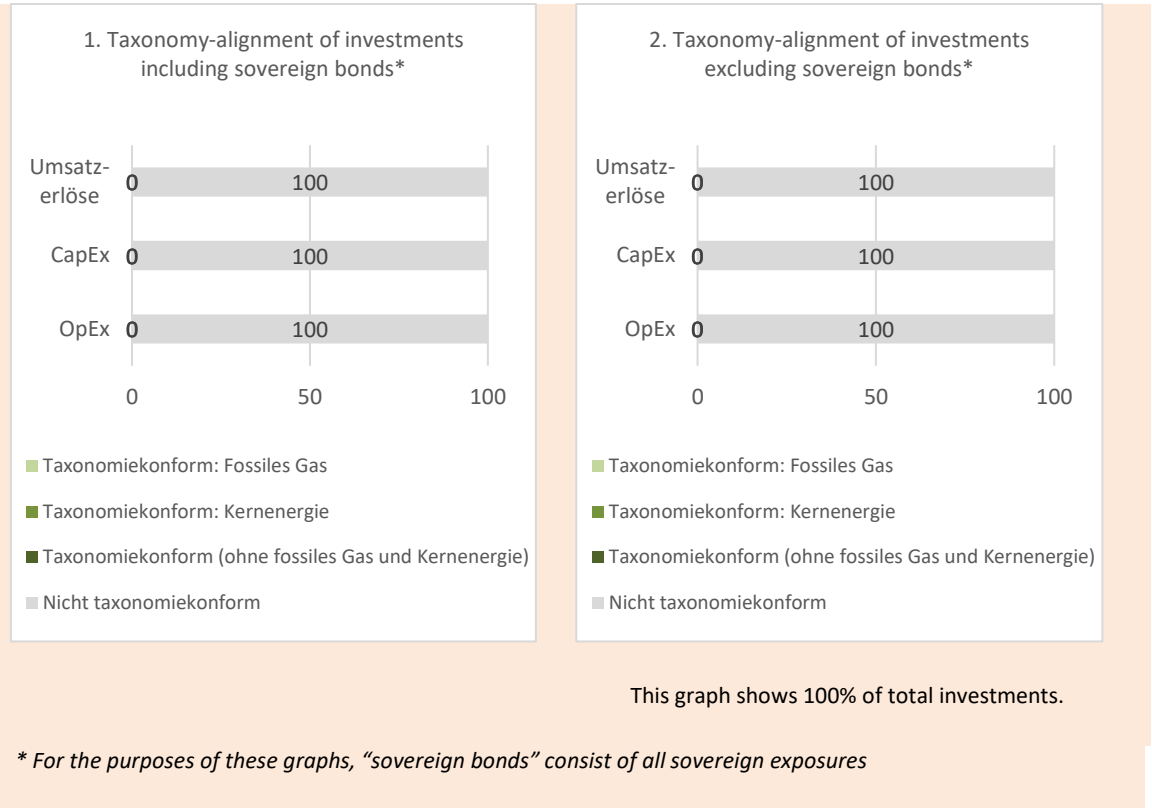 1. Taxonomy-alignment of investments
including sovereign bonds*
Umsatz-
erlöse
0
100
CapEx
0
100
OpEx
0
100
0
50
100
Taxonomiekonform: Fossiles Gas
Taxonomiekonform: Kernenergie
Taxonomiekonform (ohne fossiles Gas und Kernenergie)
Nicht taxonomiekonform
2. Taxonomy-alignment of investments
excluding sovereign bonds*
Umsatz-
erlöse
0
100
CapEx
0
100
OpEx
0
100
0
50
100
Taxonomiekonform: Fossiles Gas
Taxonomiekonform: Kernenergie
Taxonomiekonform (ohne fossiles Gas und Kernenergie)
Nicht taxonomiekonform
This graph shows 100% of total investments.
* For the purposes of these graphs, “sovereign bonds” consist of all sovereign exposures